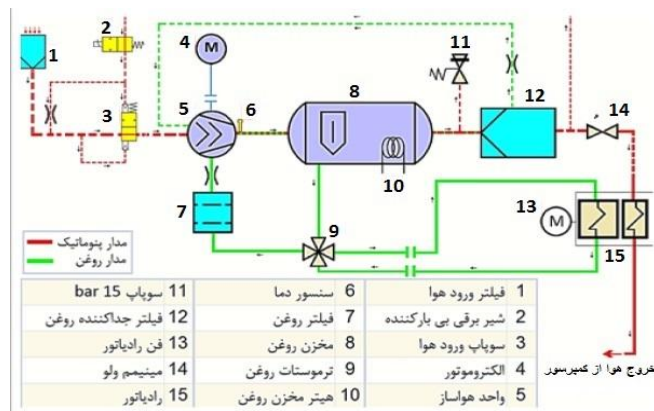 2
4
M
11
1
3
5
6
8
12
14
10
7
9
13
M
15
مدار پنوماتیک
مدار روغن
خروج هوا از کمپرسور
1 فیلتر ورود هوا
2 شیر برقی بی بارکننده
3 سوپاپ ورود هوا
4 الکتروموتور
5 واحد هواساز
6 سنسور دما
7 فیلتر روغن
8 مخزن روغن
9 ترموستات روغن
10 هیتر مخزن روغن
11 سوپاپ 15 bar
12 فیلتر جداکننده روغن
13 فن رادیاتور
14 مینیمم ولو
15 رادیاتور